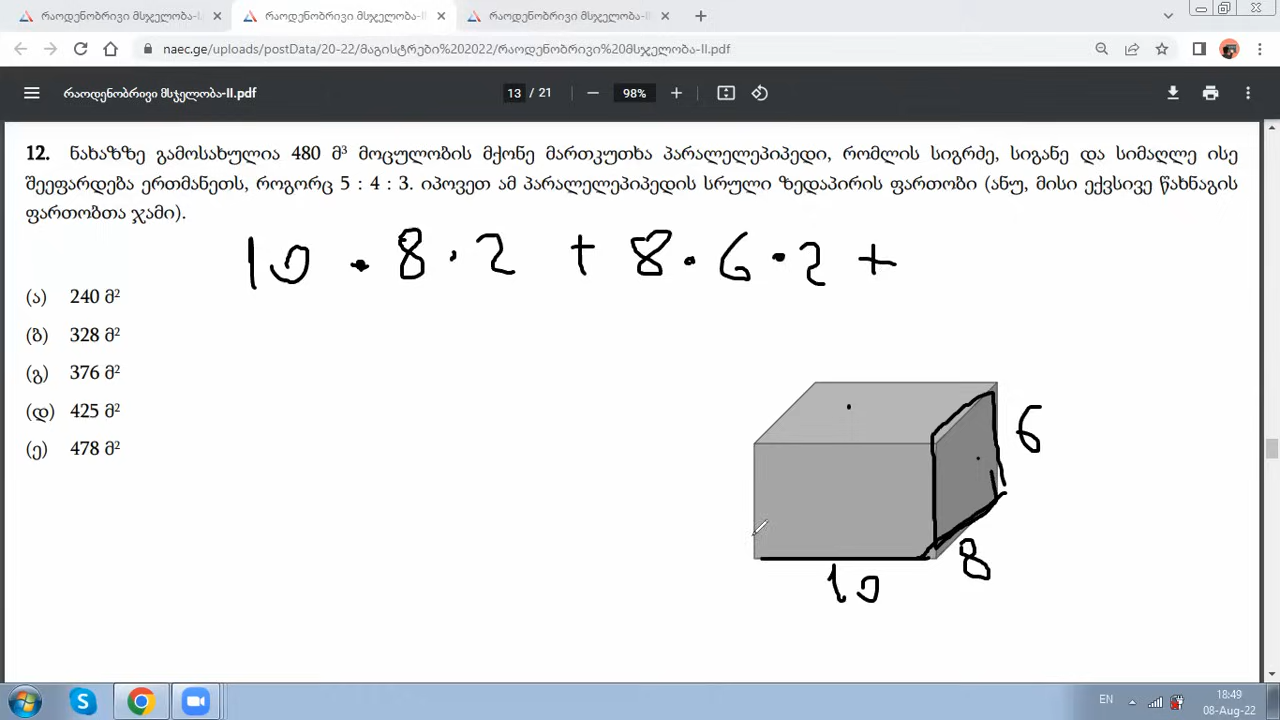 რაოდენობრივი მსჯელობა-
რაოდენობრივი მსჯელობა-II
რაოდენობრივი მსჯელობა-II
naec.ge/uploads/postData/20-22/მაგისტრები%202022/რაოდენობრივი%20მსჯელობა-II.pdf
რაოდენობრივი მსჯელობა-II.pdf
13 / 21
98%
12. ნახაზზე გამოსახულია 480 მ³ მოცულობის მქონე მართკუთხა პარალელეპიპედი, რომლის სიგრძე, სიგანე და სიმაღლე ისე
შეეფარდება ერთმანეთს, როგორც 5 : 4 : 3. იპოვეთ ამ პარალელეპიპედის სრული ზედაპირის ფართობი (ანუ, მისი ექვსივე წახნაგის
ფართობთა ჯამი).
10 · 8 · 2 + 8 · 6 · 2 +
(ა) 240 მ²
(ბ) 328 მ²
(გ) 376 მ²
(დ) 425 მ²
(ე) 478 მ²
6
8
10
EN
18:49
08-Aug-22